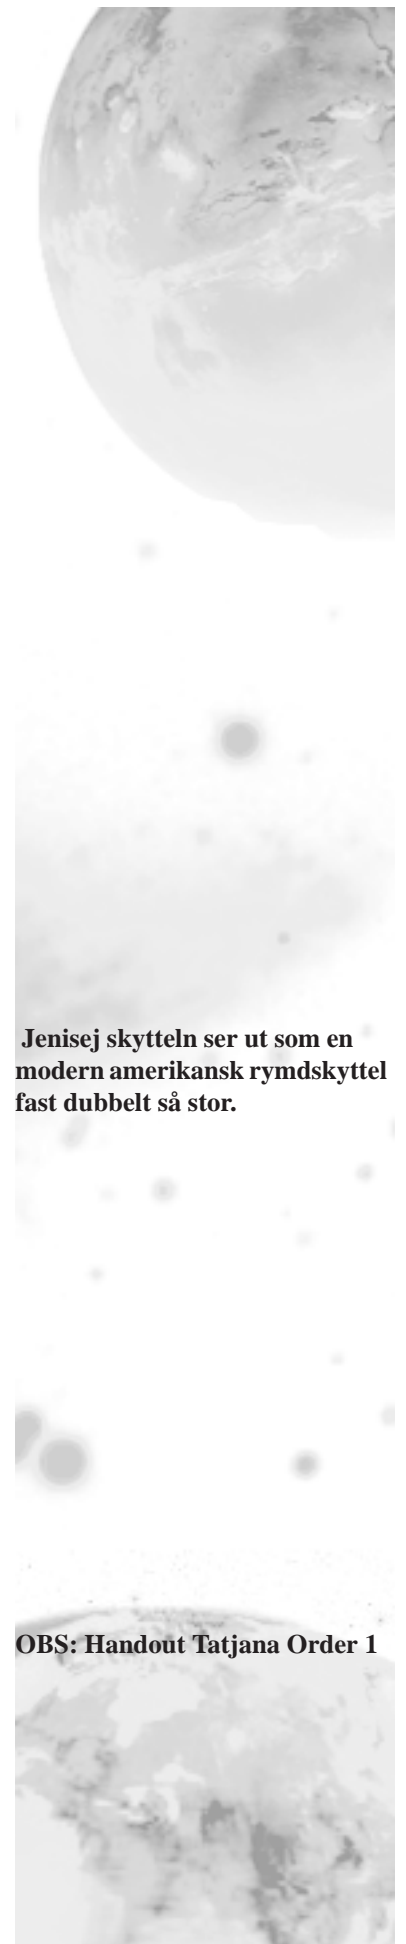 Jenisej skytteln ser ut som en
modern amerikansk rymdskyttel
fast dubbelt så stor.
OBS: Handout Tatjana Order 1